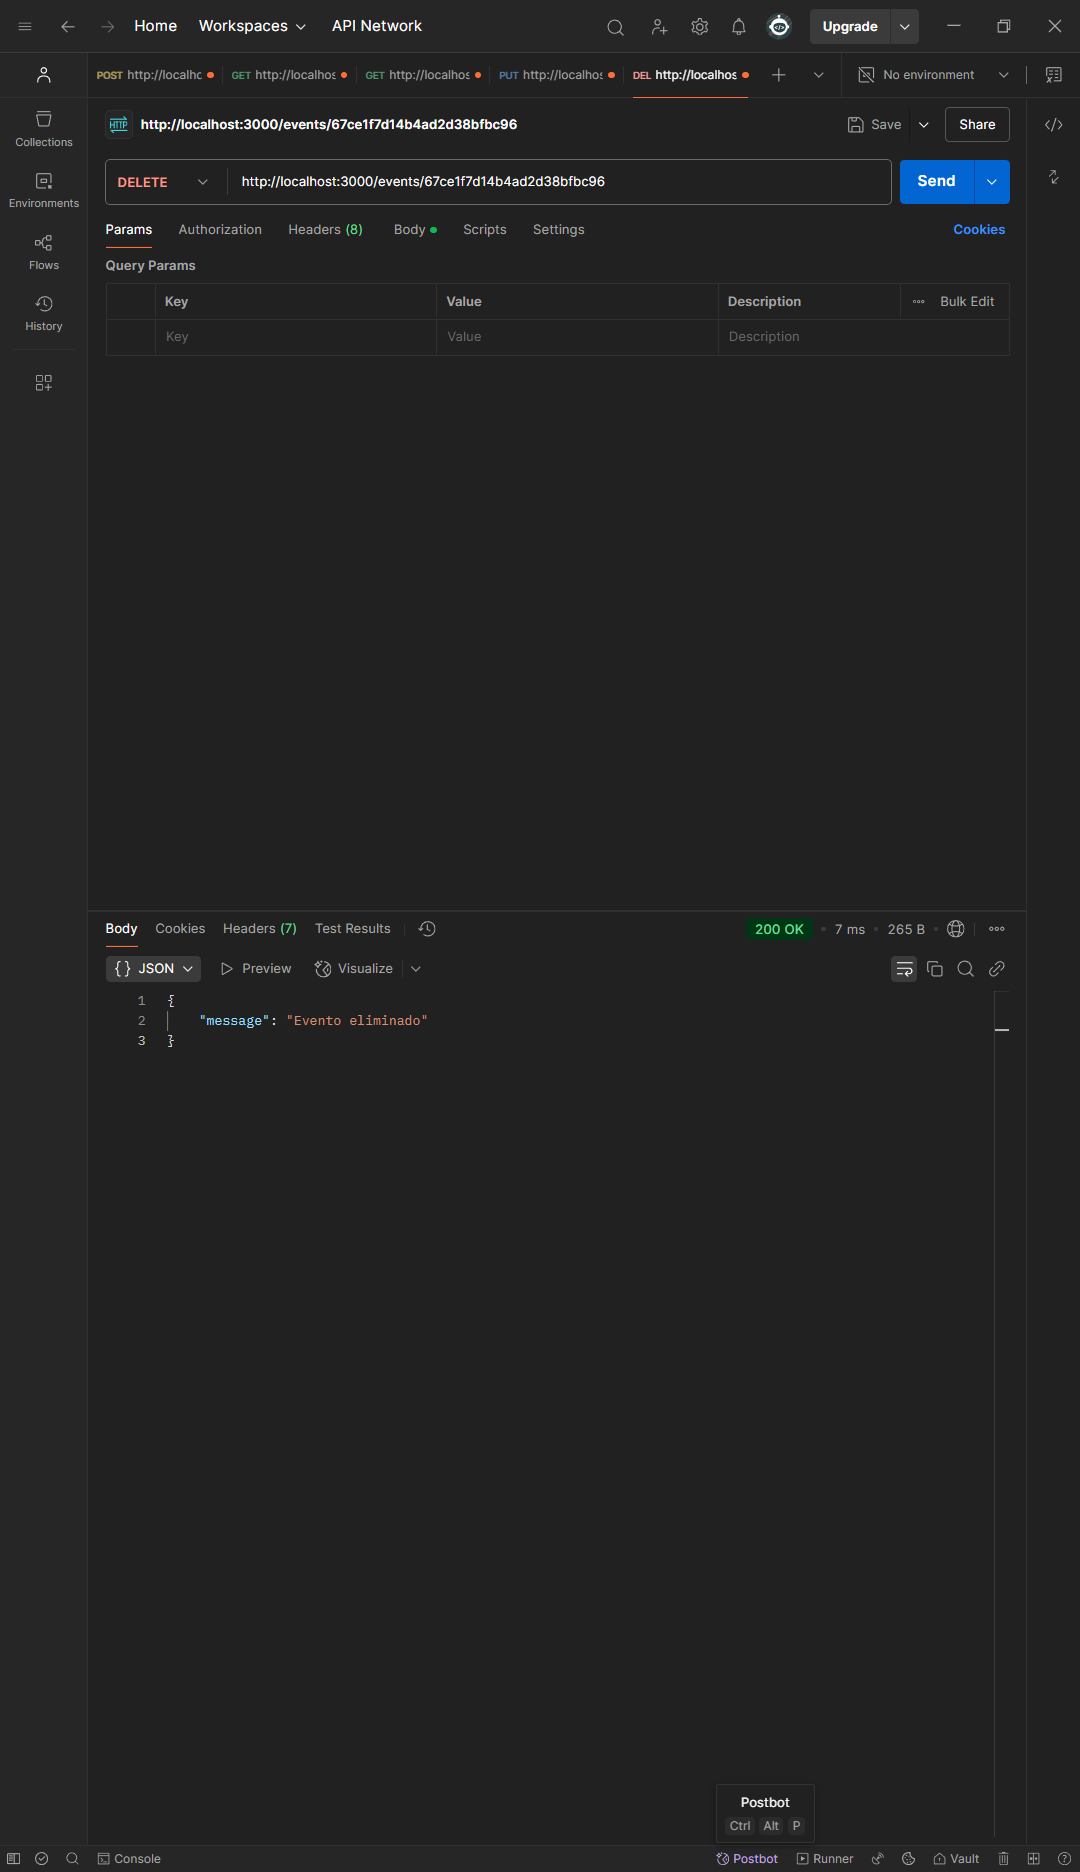 Home Workspaces API Network Upgrade
POST http://localhc GET http://localhos GET http://localhos PUT http://localhos DEL http://localhos No environment
HTTP http://localhost:3000/events/67ce1f7d14b4ad2d38bfbc96 Save Share
Collections
Environments
Flows
History
DELETE http://localhost:3000/events/67ce1f7d14b4ad2d38bfbc96 Send
Params Authorization Headers (8) Body Scripts Settings Cookies
Query Params
Key Value Description Bulk Edit
Key Value Description
Body Cookies Headers (7) Test Results 200 OK 7 ms 265 B
{} JSON Preview Visualize
1 {
2 "message": "Evento eliminado"
3 }
Postbot
Ctrl Alt P
Console Postbot Runner Vault